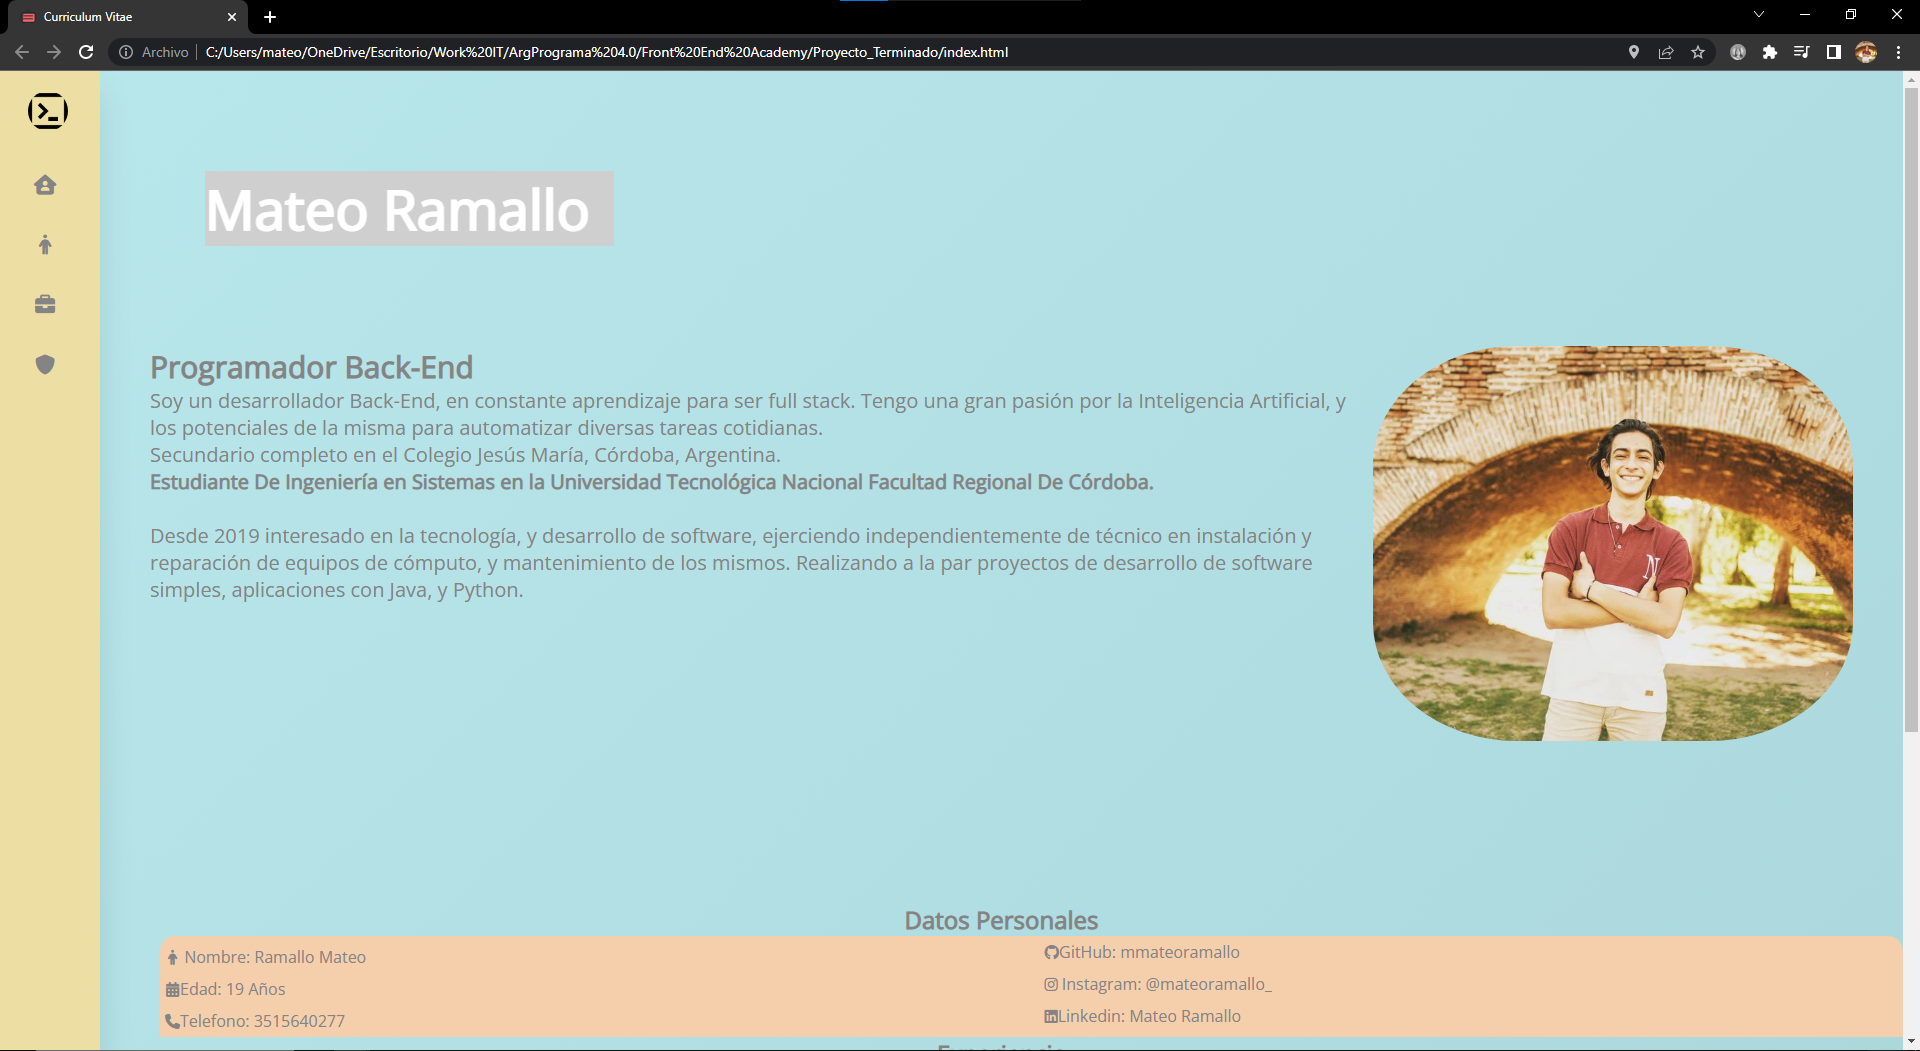 Curriculum Vitae
Archivo
C:/Users/mateo/OneDrive/Escritorio/Work%20IT/ArgPrograma%204.0/Front%20End%20Academy/Proyecto_Terminado/index.html
Mateo Ramallo
Programador Back-End
Soy un desarrollador Back-End, en constante aprendizaje para ser full stack. Tengo una gran pasión por la Inteligencia Artificial, y
los potenciales de la misma para automatizar diversas tareas cotidianas.
Secundario completo en el Colegio Jesús María, Córdoba, Argentina.
Estudiante De Ingeniería en Sistemas en la Universidad Tecnológica Nacional Facultad Regional De Córdoba.
Desde 2019 interesado en la tecnología, y desarrollo de software, ejerciendo independientemente de técnico en instalación y
reparación de equipos de cómputo, y mantenimiento de los mismos. Realizando a la par proyectos de desarrollo de software
simples, aplicaciones con Java, y Python.
N
Datos Personales
Nombre: Ramallo Mateo
Edad: 19 Años
Telefono: 3515640277
GitHub: mmateoramallo
Instagram: @mateoramallo_
Linkedin: Mateo Ramallo
Experiencia